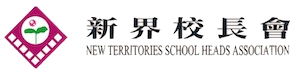 新界校長會
NEW TERRITORIES SCHOOL HEADS ASSOCIATION